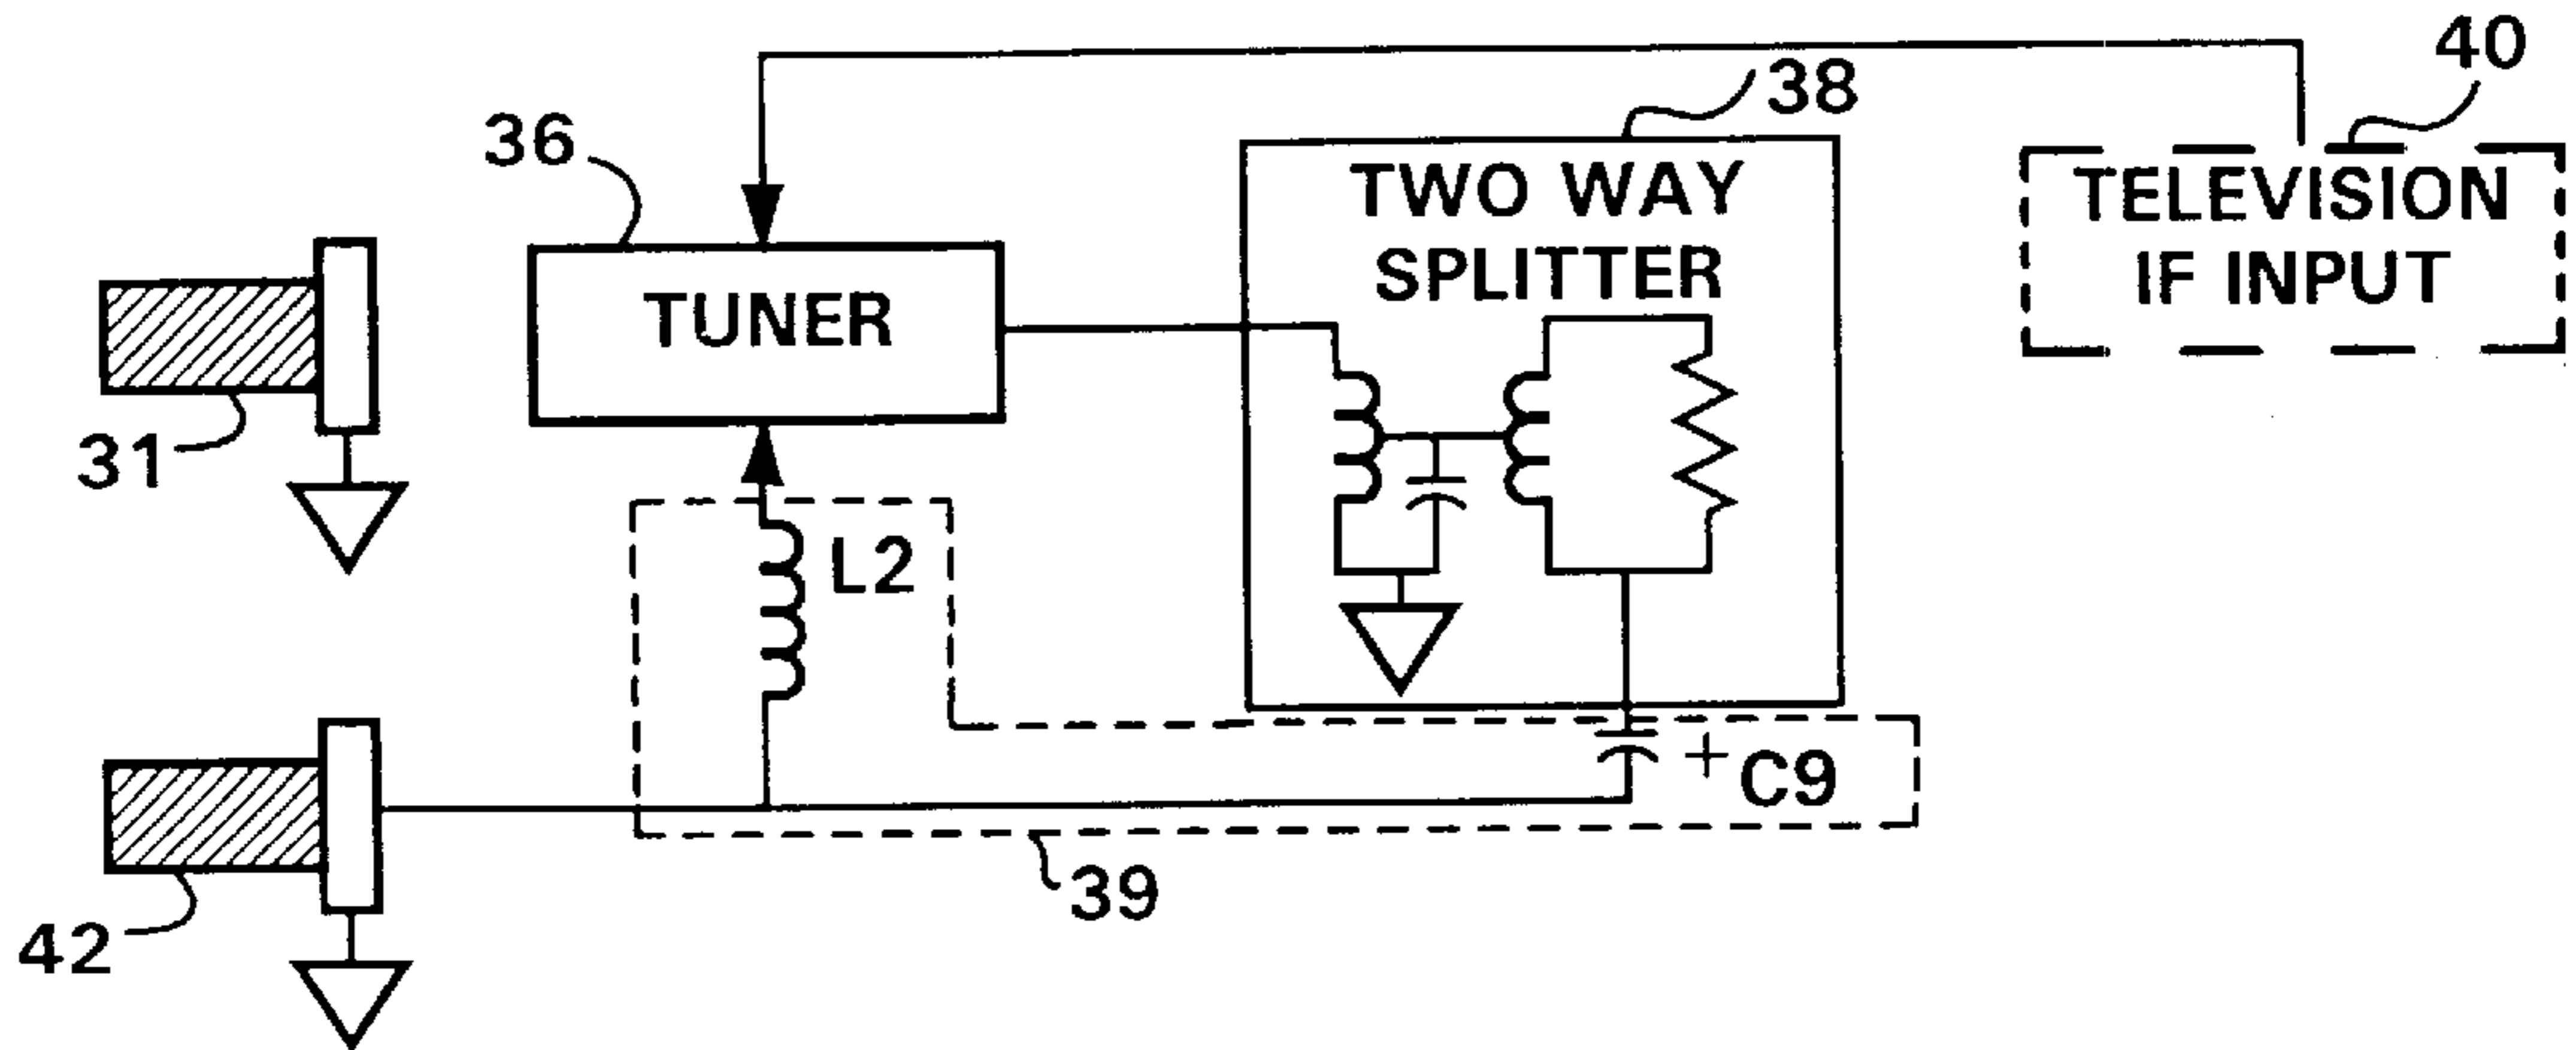 40
38
36
TWO WAY
SPLITTER
TELEVISION
IF INPUT
TUNER
31
L2
+C9
39
42